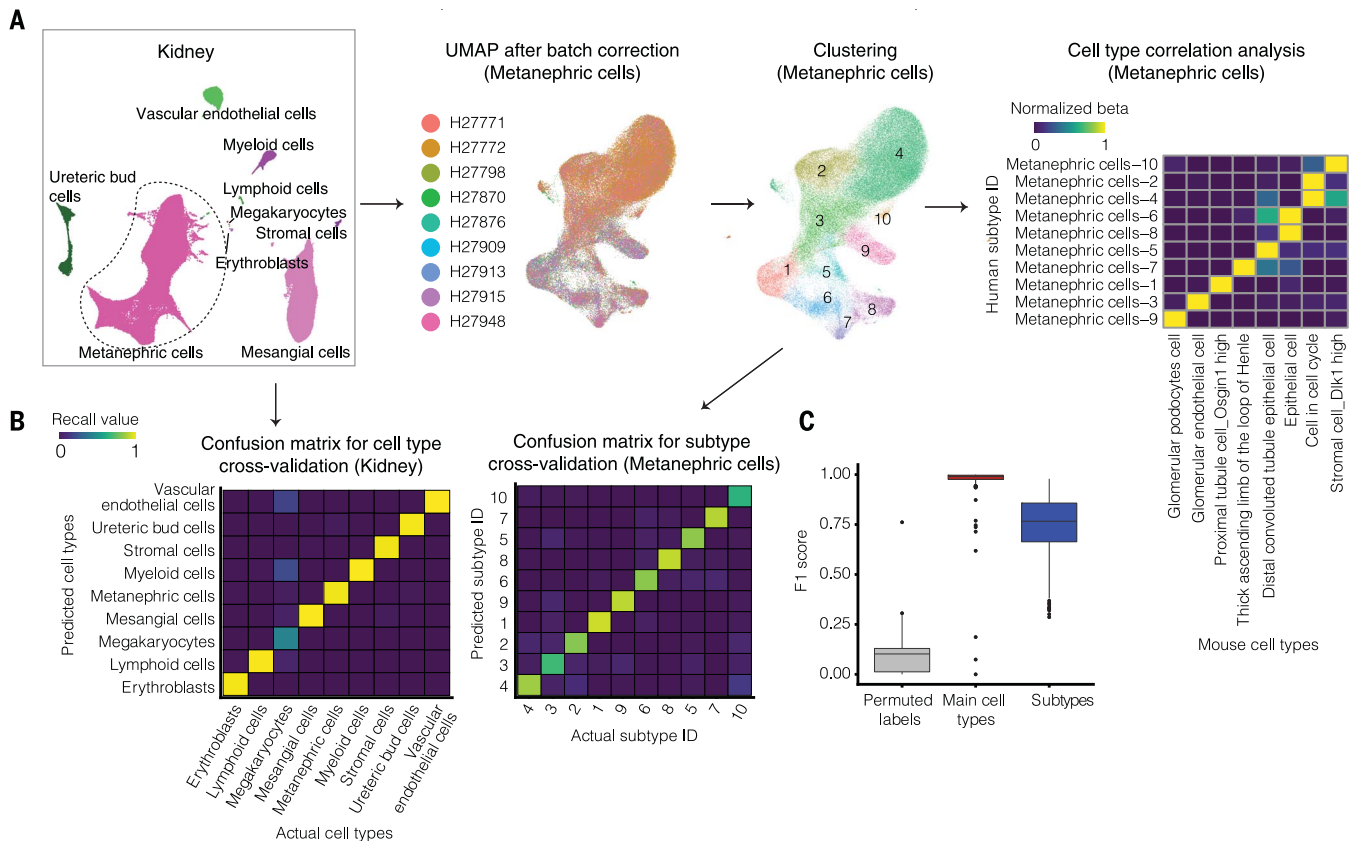 A
Kidney
Vascular endothelial cells
Myeloid cells
Ureteric bud
cells
Lymphoid cells
Megakaryocytes
Stromal cells
Erythroblasts
Metanephric cells
Mesangial cells
UMAP after batch correction
(Metanephric cells)
H27771
H27772
H27798
H27870
H27876
H27909
H27913
H27915
H27948
Clustering
(Metanephric cells)
2
4
3
10
9
1
5
6
8
7
Cell type correlation analysis
(Metanephric cells)
Normalized beta
0
1
Human subtype ID
Metanephric cells–10
Metanephric cells–2
Metanephric cells–4
Metanephric cells–6
Metanephric cells–8
Metanephric cells–5
Metanephric cells–7
Metanephric cells–1
Metanephric cells–3
Metanephric cells–9
Glomerular podocytes cell
Glomerular endothelial cell
Proximal tubule cell_Osgin1 high
Thick ascending limb of the loop of Henle
Distal convoluted tubule epithelial cell
Epithelial cell
Cell in cell cycle
Stromal cell_Dlk1 high
Mouse cell types
B
Recall value
0
1
Confusion matrix for cell type
cross-validation (Kidney)
Predicted cell types
Vascular
endothelial cells
Ureteric bud cells
Stromal cells
Myeloid cells
Metanephric cells
Mesangial cells
Megakaryocytes
Lymphoid cells
Erythroblasts
Erythroblasts
Lymphoid cells
Megakaryocytes
Mesangial cells
Metanephric cells
Myeloid cells
Stromal cells
Ureteric bud cells
Vascular
endothelial cells
Actual cell types
Confusion matrix for subtype
cross-validation (Metanephric cells)
Predicted subtype ID
10
7
5
8
6
9
1
2
3
4
4
3
2
1
9
6
8
5
7
10
Actual subtype ID
C
F1 score
1.00
0.75
0.50
0.25
0.00
Permuted
labels
Main cell
types
Subtypes